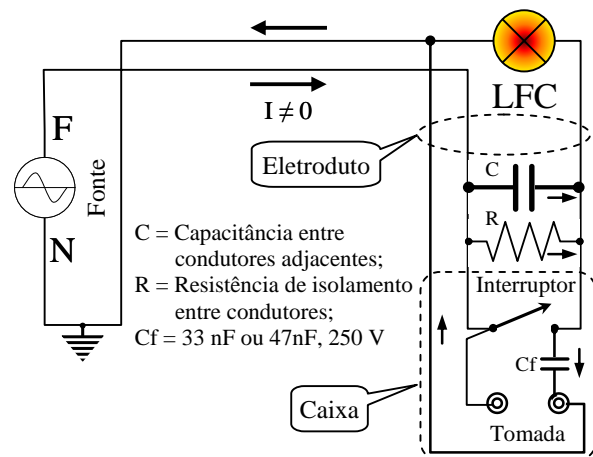 LFC
I ≠ 0
F
Eletroduto
Fonte
C
N
R
C = Capacitância entre
condutores adjacentes;
R = Resistência de isolamento
entre condutores;
Cf = 33 nF ou 47nF, 250 V
Interruptor
Cf
Caixa
Tomada